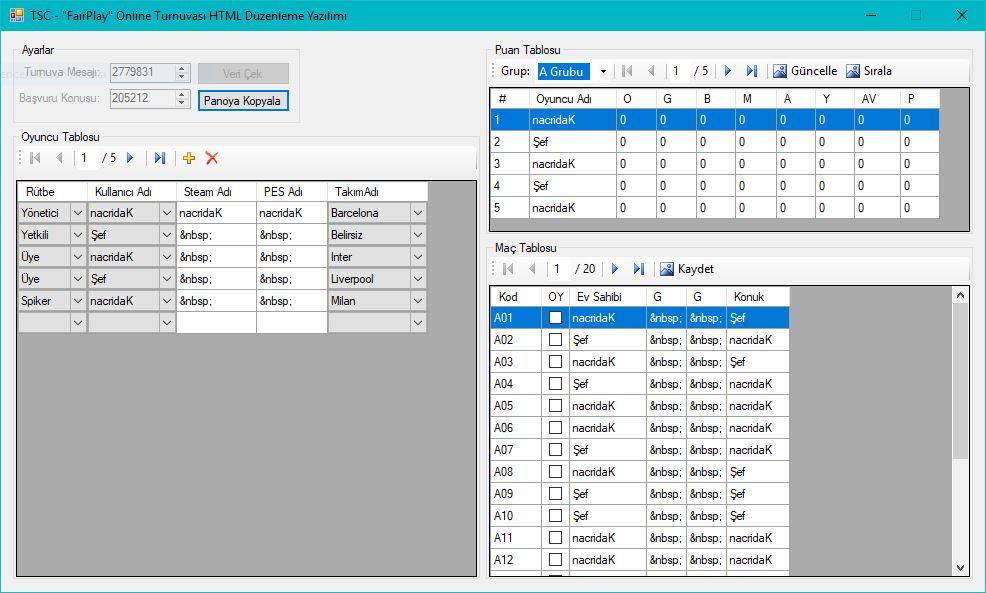 TSC - "FairPlay" Online Turnuvası HTML Düzenleme Yazılımı
Ayarlar
Turnuva Mesajı: 2779831 Veri Çek
Başvuru Konusu: 205212 Panoya Kopyala
Oyuncu Tablosu
1 / 5
Rütbe Kullanıcı Adı Steam Adı PES Adı TakımAdı
Yönetici nacridaK nacridaK nacridaK Barcelona
Yetkili Şef &nbsp; &nbsp; Belirsiz
Üye nacridaK &nbsp; &nbsp; Inter
Üye Şef &nbsp; &nbsp; Liverpool
Spiker nacridaK &nbsp; &nbsp; Milan
Puan Tablosu
Grup: A Grubu 1 / 5 Güncelle Sırala
# Oyuncu Adı O G B M A Y AV P
1 nacridaK 0 0 0 0 0 0 0 0
2 Şef 0 0 0 0 0 0 0 0
3 nacridaK 0 0 0 0 0 0 0 0
4 Şef 0 0 0 0 0 0 0 0
5 nacridaK 0 0 0 0 0 0 0 0
Maç Tablosu
1 / 20 Kaydet
Kod OY Ev Sahibi G G Konuk
A01 nacridaK &nbsp; &nbsp; Şef
A02 Şef &nbsp; &nbsp; nacridaK
A03 nacridaK &nbsp; &nbsp; Şef
A04 Şef &nbsp; &nbsp; nacridaK
A05 nacridaK &nbsp; &nbsp; nacridaK
A06 nacridaK &nbsp; &nbsp; nacridaK
A07 Şef &nbsp; &nbsp; nacridaK
A08 nacridaK &nbsp; &nbsp; Şef
A09 Şef &nbsp; &nbsp; Şef
A10 Şef &nbsp; &nbsp; Şef
A11 nacridaK &nbsp; &nbsp; nacridaK
A12 nacridaK &nbsp; &nbsp; nacridaK